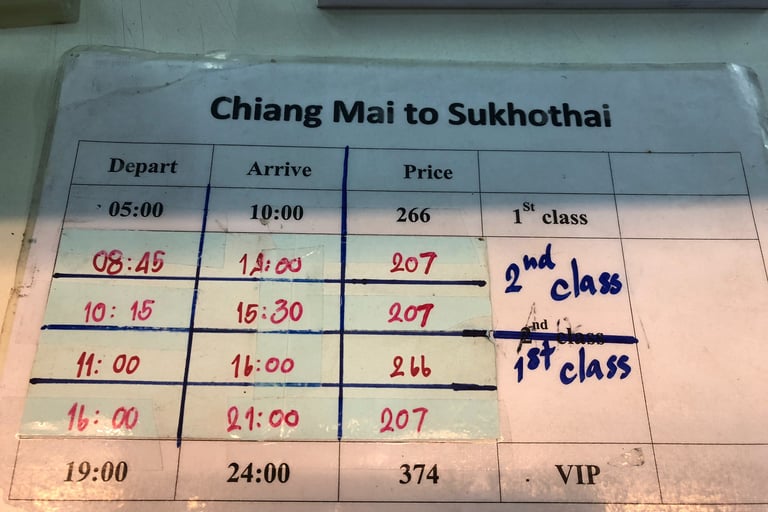 Chiang Mai to Sukhothai
Depart Arrive Price
05:00 10:00 266 1st class
08:45 14:00 207 2nd class
10:15 15:30 207
2nd class
11:00 16:00 266 1st class
16:00 21:00 207
19:00 24:00 374 VIP